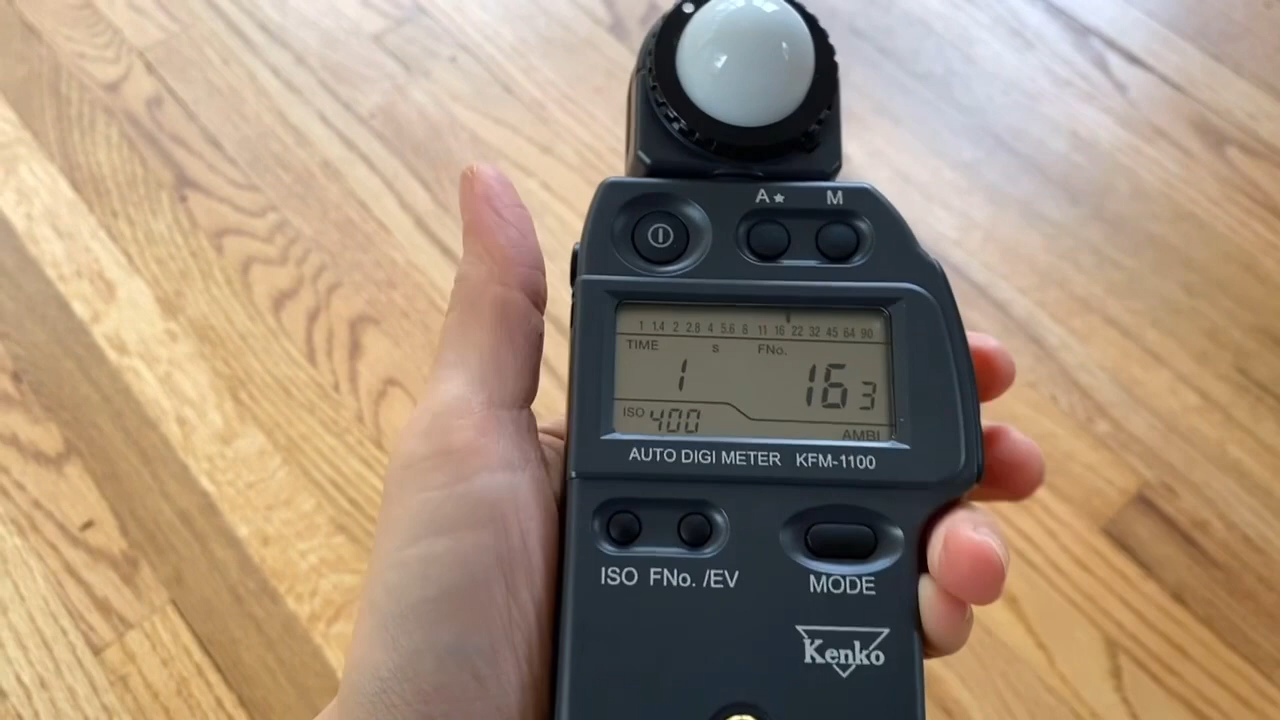 A★ M
1 1.4 2 2.8 4 5.6 8 11 16 22 32 45 64 90
TIME s FNo.
1 16 3
ISO 400
AMBI
AUTO DIGI METER KFM-1100
ISO FNo. /EV
MODE
Kenko